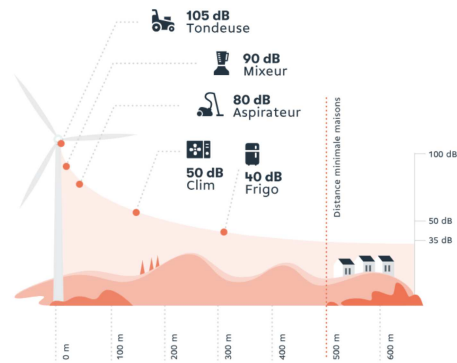 105 dB
Tondeuse
90 dB
Mixeur
80 dB
Aspirateur
50 dB
Clim
40 dB
Frigo
Distance minimale maisons
100 dB
50 dB
35 dB
0 m
100 m
200 m
300 m
400 m
500 m
600 m